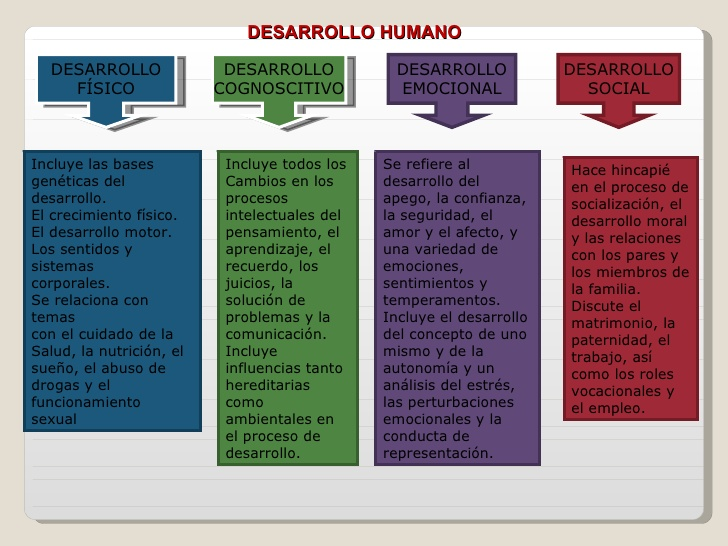 DESARROLLO HUMANO
DESARROLLO
FÍSICO
Incluye las bases
genéticas del
desarrollo.
El crecimiento físico.
El desarrollo motor.
Los sentidos y
sistemas
corporales.
Se relaciona con
temas
con el cuidado de la
Salud, la nutrición, el
sueño, el abuso de
drogas y el
funcionamiento
sexual
DESARROLLO
COGNOSCITIVO
Incluye todos los
Cambios en los
procesos
intelectuales del
pensamiento, el
aprendizaje, el
recuerdo, los
juicios, la
solución de
problemas y la
comunicación.
Incluye
influencias tanto
hereditarias
como
ambientales en
el proceso de
desarrollo.
DESARROLLO
EMOCIONAL
Se refiere al
desarrollo del
apego, la confianza,
la seguridad, el
amor y el afecto, y
una variedad de
emociones,
sentimientos y
temperamentos.
Incluye el desarrollo
del concepto de uno
mismo y de la
autonomía y un
análisis del estrés,
las perturbaciones
emocionales y la
conducta de
representación.
DESARROLLO
SOCIAL
Hace hincapié
en el proceso de
socialización, el
desarrollo moral
y las relaciones
con los pares y
los miembros de
la familia.
Discute el
matrimonio, la
paternidad, el
trabajo, así
como los roles
vocacionales y
el empleo.